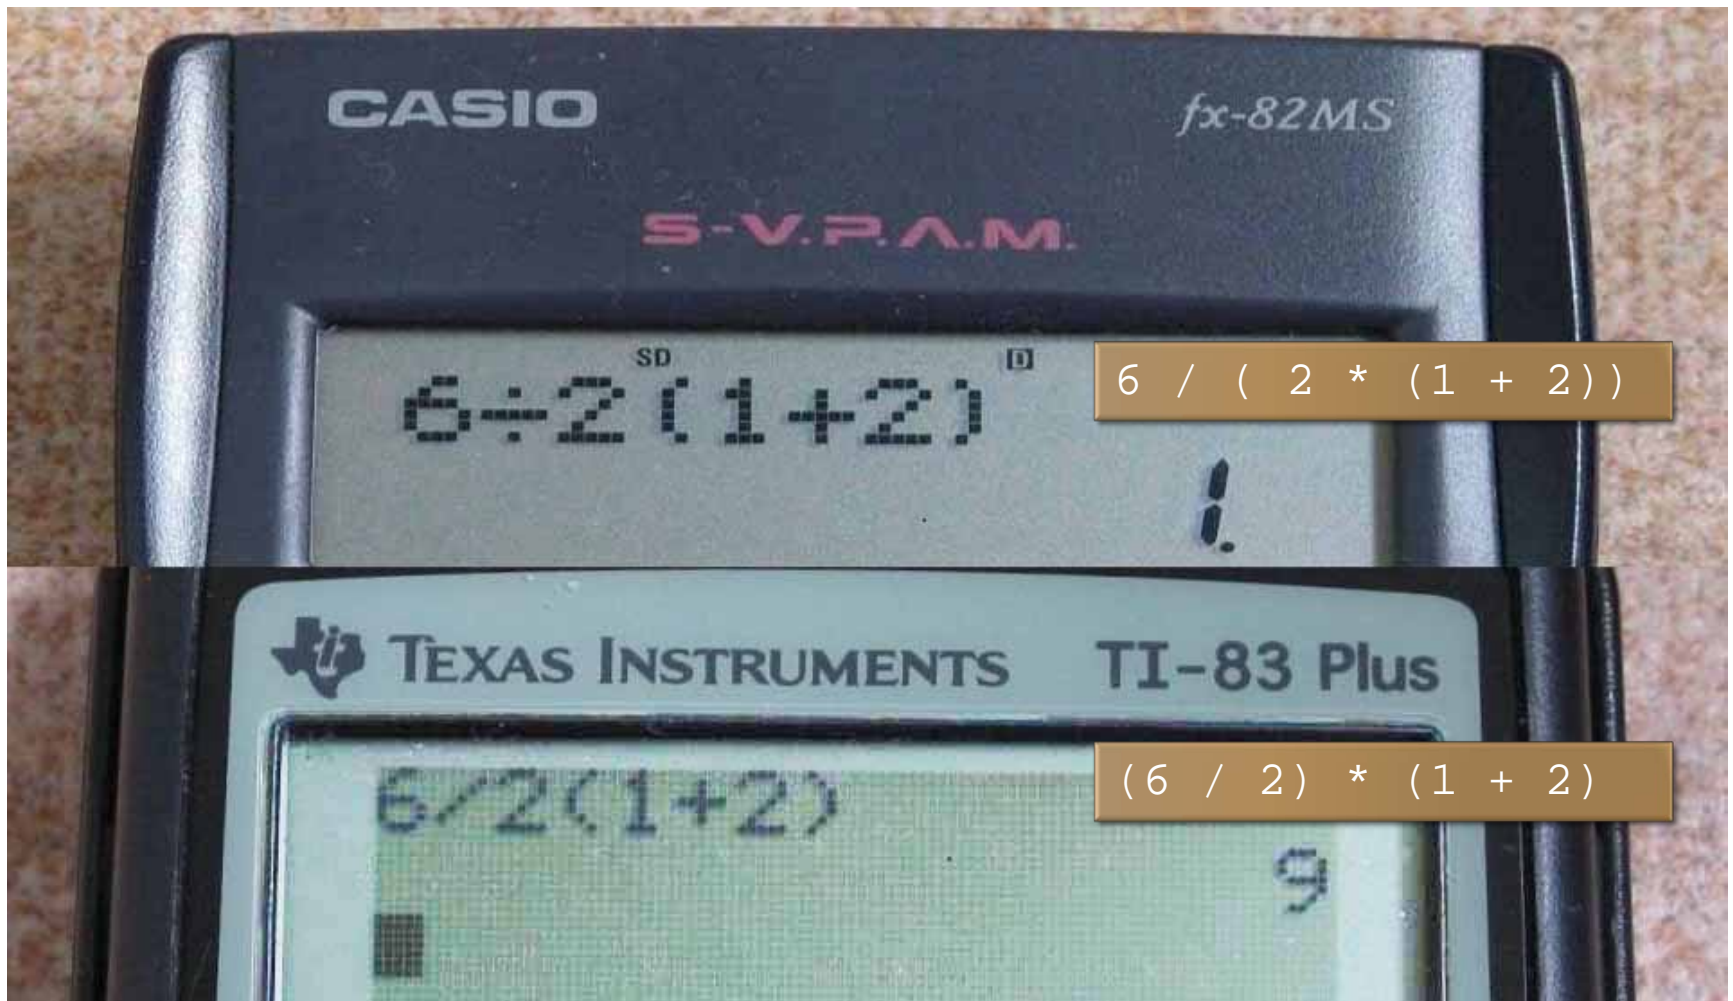 CASIO fx-82MS
S-V.P.A.M.
SD D
6÷2(1+2)
6 / ( 2 * (1 + 2))
1.
TEXAS INSTRUMENTS TI-83 Plus
6/2(1+2)
(6 / 2) * (1 + 2)
9